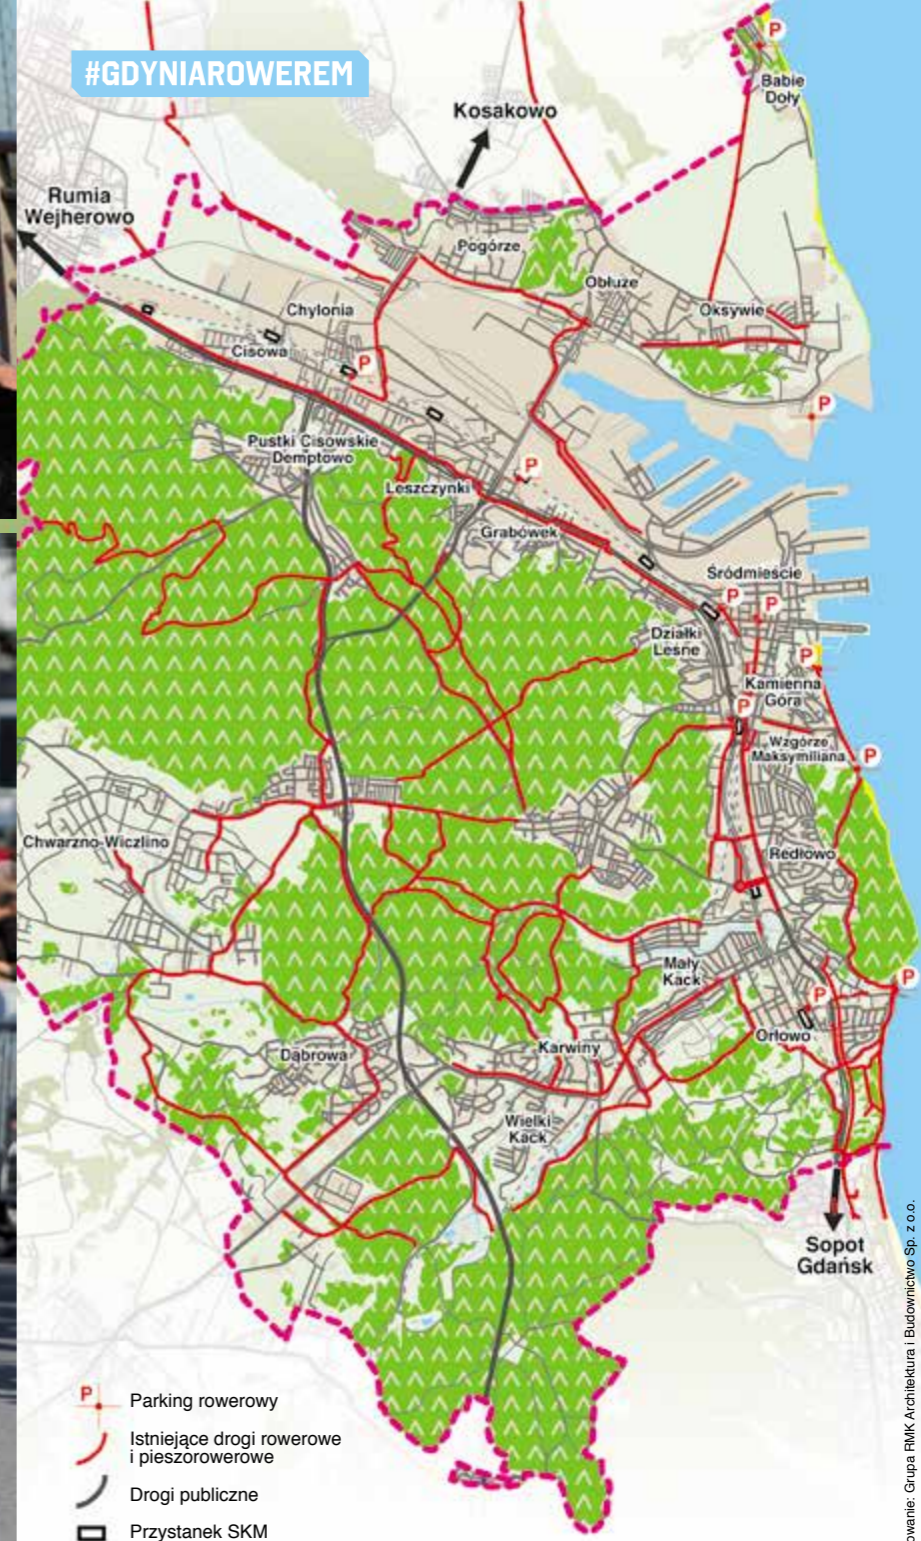 #GDYNIAROWEREM
Babie
Doły
Kosakowo
Rumia
Wejherowo
Pogórze
Obłuże
Chylonia
Oksywie
Cisowa
P
P
P
Pustki Cisowskie
Demptowo
Leszczynki
P
Grabówek
Śródmieście
P
P
Działki
Leśne
P
Kamienna
Góra
P
Wzgórze
Maksymiliana
P
Chwarzno-Wiczlino
Redłowo
Mały
Kack
P
P
Orłowo
Dąbrowa
Karwiny
Wielki
Kack
Sopot
Gdańsk
P
Parking rowerowy
Istniejące drogi rowerowe
i pieszorowerowe
Drogi publiczne
Przystanek SKM
owanie: Grupa RMK Architektura i Budownictwo Sp. z o.o.